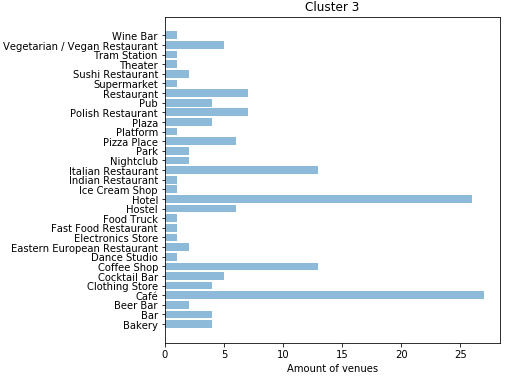 Cluster 3
Wine Bar
Vegetarian / Vegan Restaurant
Tram Station
Theater
Sushi Restaurant
Supermarket
Restaurant
Pub
Polish Restaurant
Plaza
Platform
Pizza Place
Park
Nightclub
Italian Restaurant
Indian Restaurant
Ice Cream Shop
Hotel
Hostel
Food Truck
Fast Food Restaurant
Electronics Store
Eastern European Restaurant
Dance Studio
Coffee Shop
Cocktail Bar
Clothing Store
Café
Beer Bar
Bar
Bakery
0 5 10 15 20 25
Amount of venues